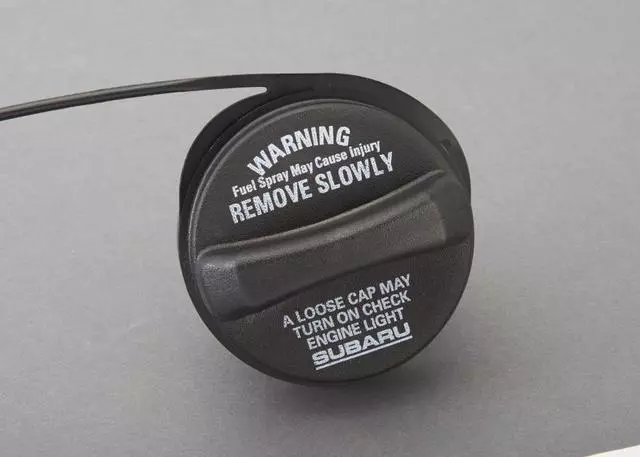 WARNING
Fuel Spray May Cause Injury
REMOVE SLOWLY
A LOOSE CAP MAY
TURN ON CHECK
ENGINE LIGHT
SUBARU